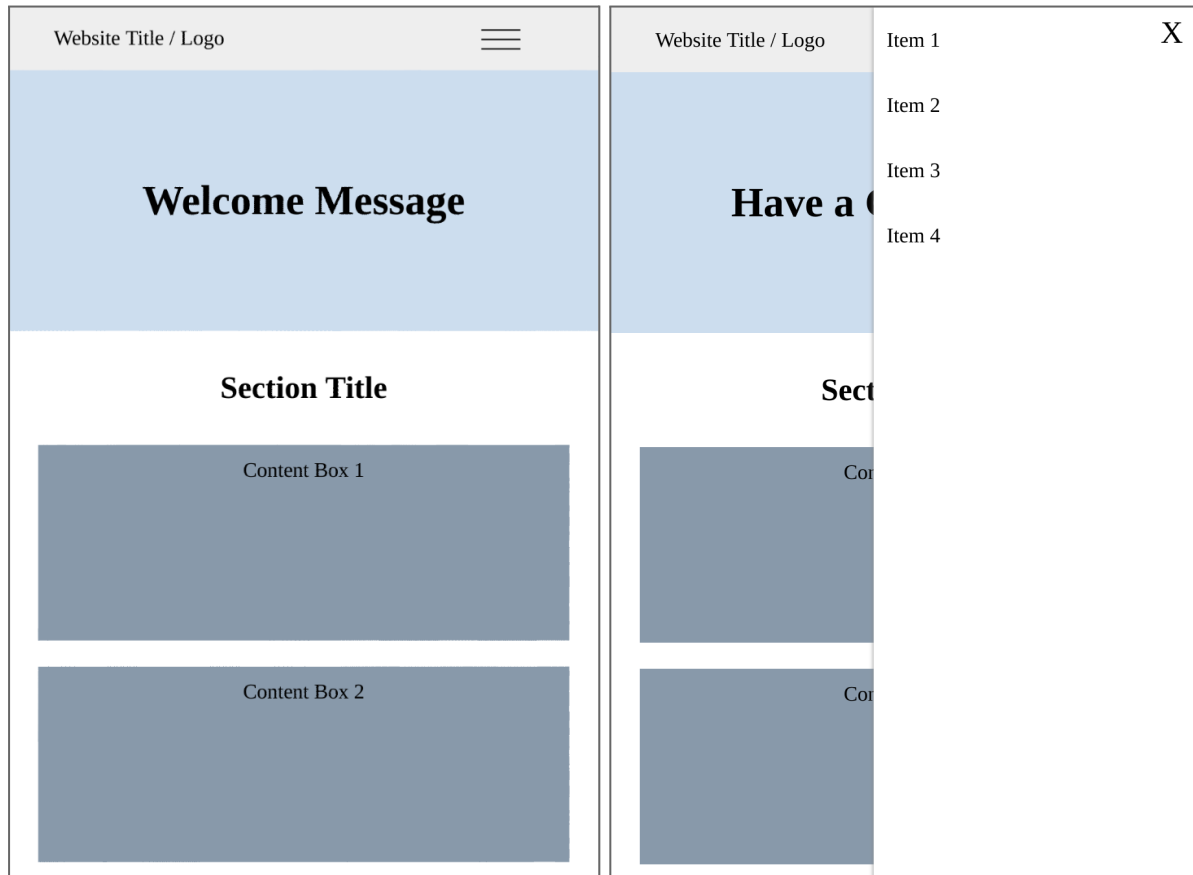 Website Title / Logo
Welcome Message
Section Title
Content Box 1
Content Box 2
Website Title / Logo
Have a
Sect
Con
Con
Item 1
X
Item 2
Item 3
Item 4